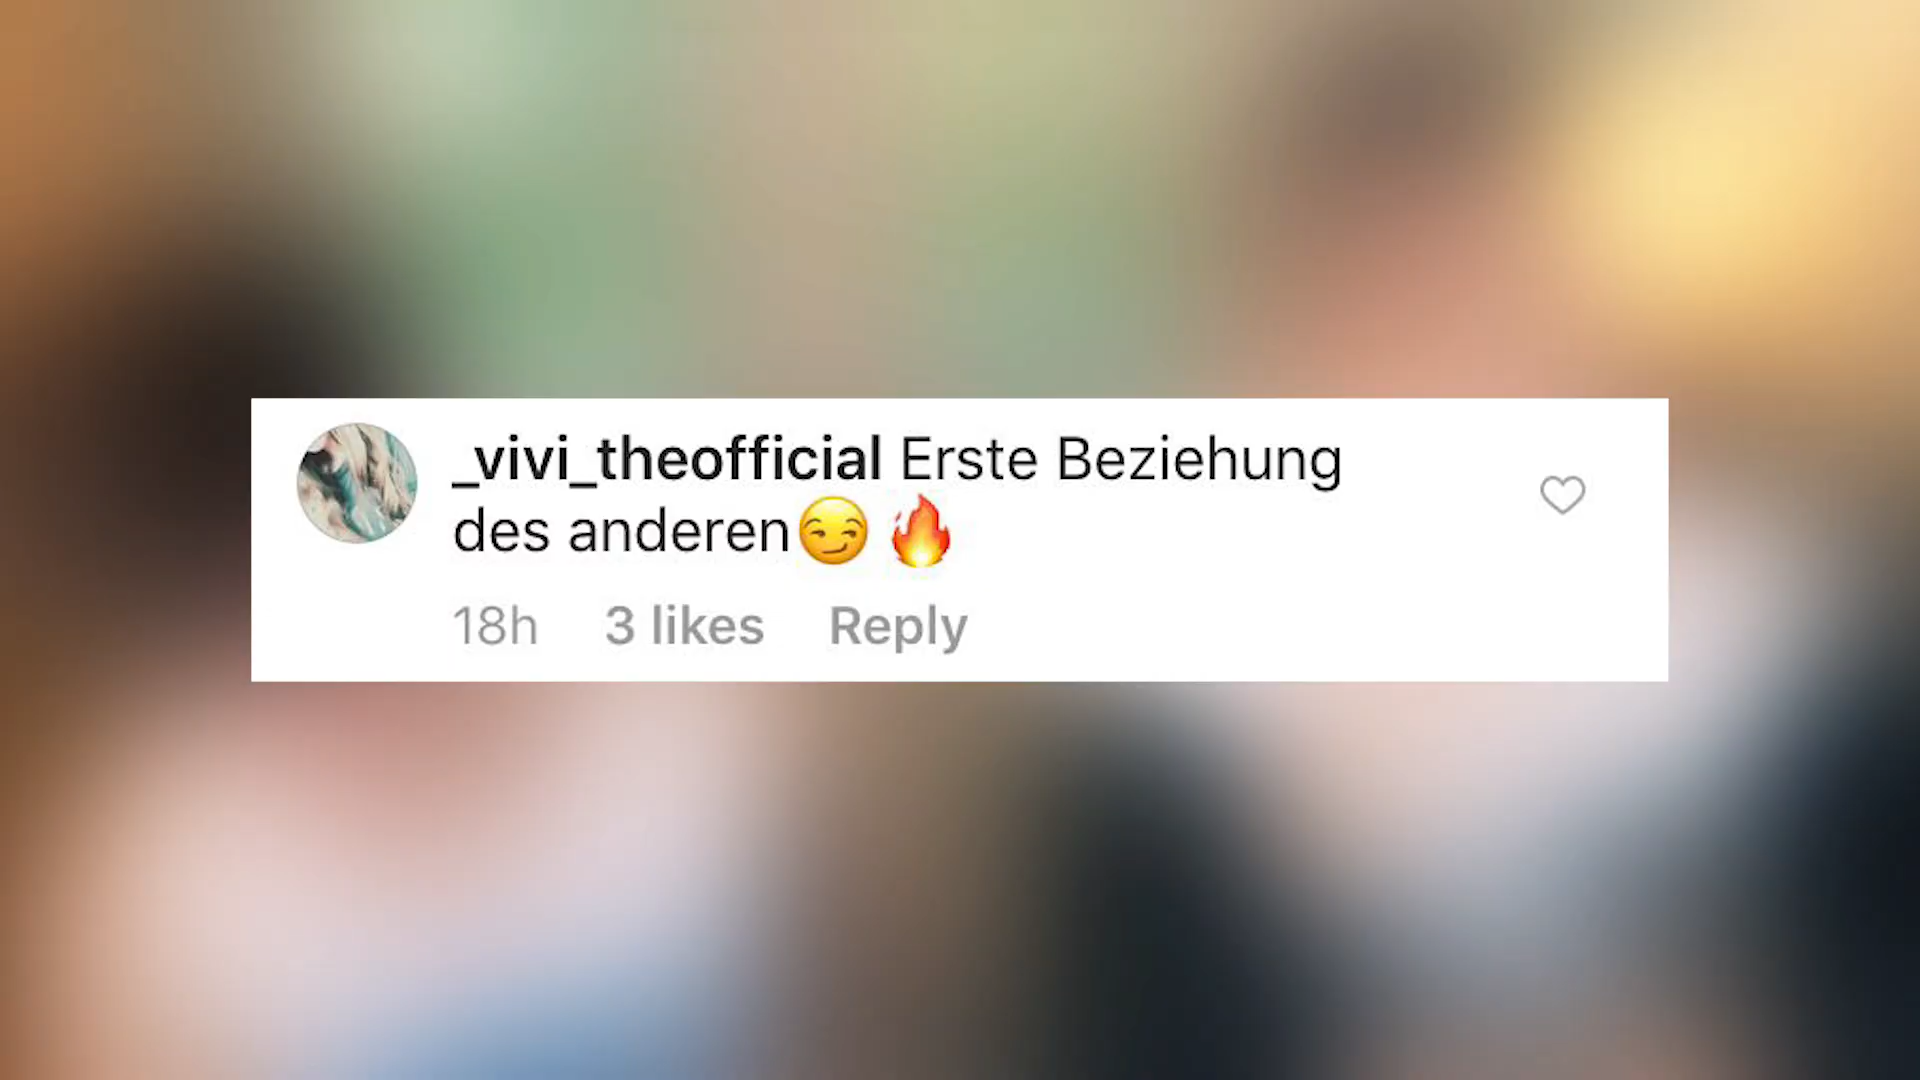 _vivi_theofficial Erste Beziehung
des anderen😏 🔥
18h 3 likes Reply